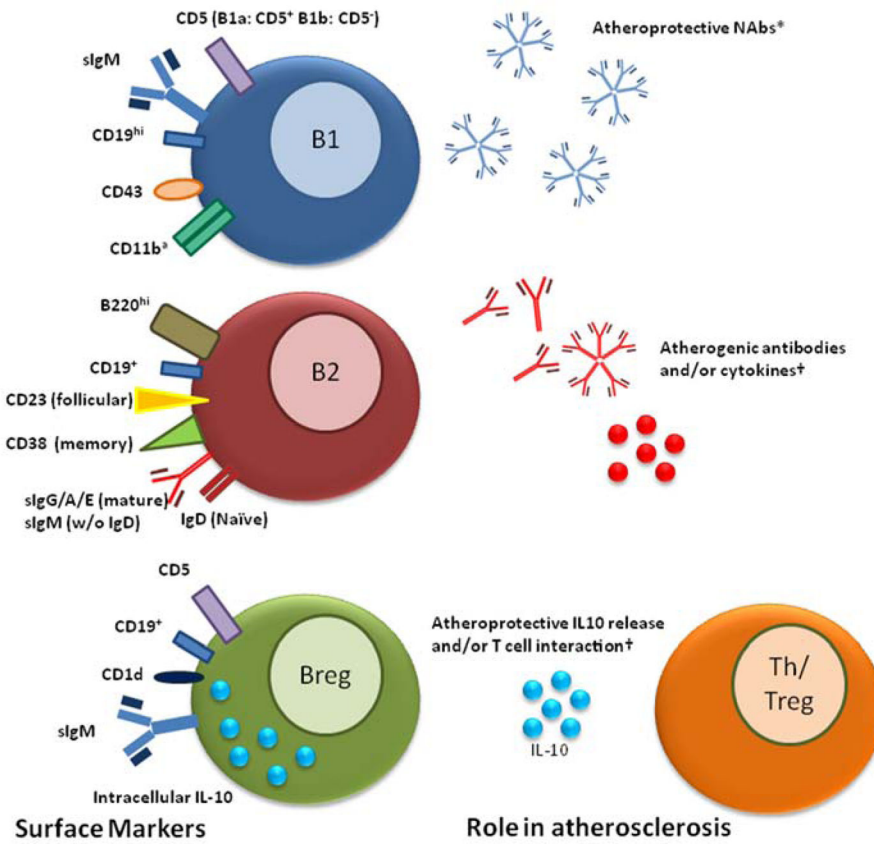 CD5 (B1a: CD5⁺ B1b: CD5⁻)
sIgM
CD19ʰⁱ
CD43
CD11bᵃ
B1
Atheroprotective NAbs*
B220ʰⁱ
CD19⁺
CD23 (follicular)
CD38 (memory)
sIgG/A/E (mature)
sIgM (w/o IgD)
IgD (Naïve)
B2
Atherogenic antibodies
and/or cytokines†
CD5
CD19⁺
CD1d
sIgM
Intracellular IL-10
Breg
Atheroprotective IL10 release
and/or T cell interaction†
IL-10
Th/
Treg
Surface Markers
Role in atherosclerosis